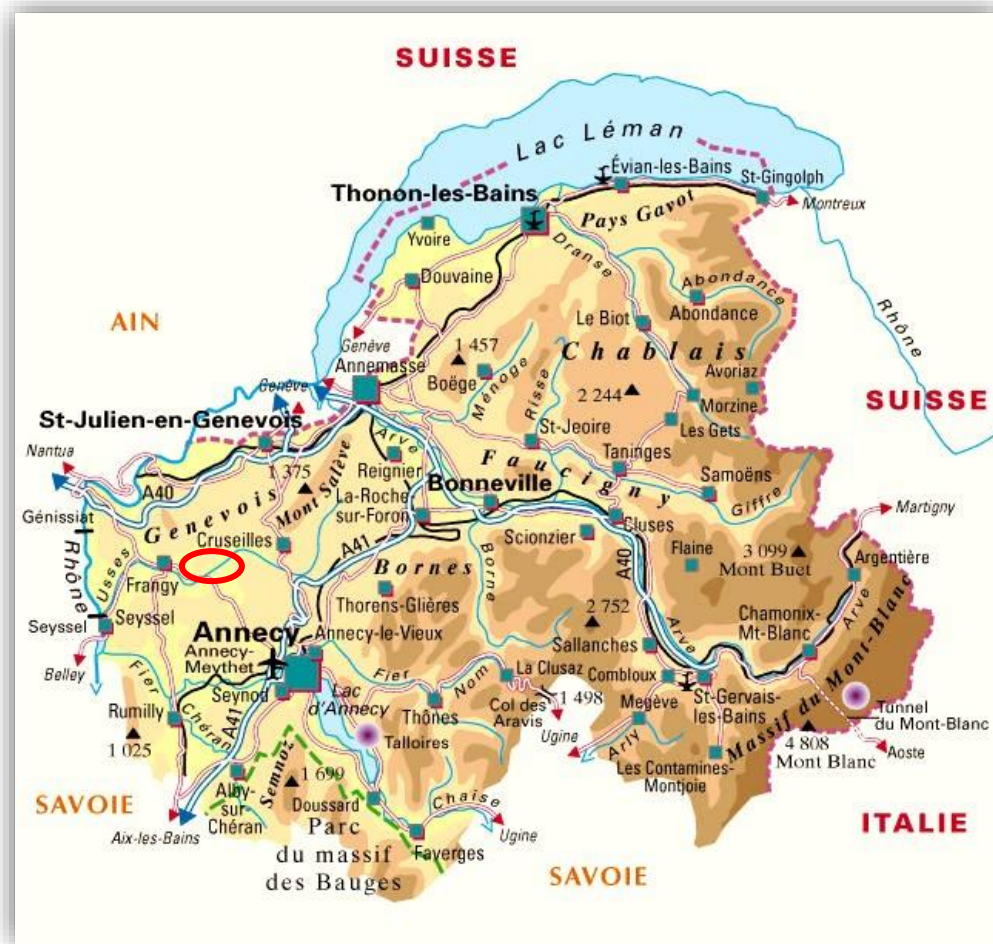 SUISSE
Lac Léman
Évian-les-Bains
St-Gingolph
Montreux
Thonon-les-Bains
Pays Gavot
Yvoire
Dranse
Douvaine
Abondance
Abondance
Rhône
AIN
Le Biot
Genève
1 457
Chablais
Annemasse
Avoriaz
Genève
Boëge
Ménoge
Risse
2 244
Morzine
SUISSE
St-Julien-en-Genevois
Les Gets
St-Jeoire
Nantua
Arve
Taninges
1 375
Reignier
Faucigny
Samoëns
A40
Mont Salève
La-Roche-
sur-Foron
Bonneville
Giffre
Martigny
Génissiat
Genevois
Cluses
Cruseilles
A41
Scionzier
Flaine
3 099
Mont Buet
Argentière
Rhône
Usses
Frangy
Bornes
Borne
A40
Thorens-Glières
2 752
Chamonix-
Mt-Blanc
Arve
Seyssel
Seyssel
Annecy
Annecy-le-Vieux
Sallanches
Arve
Annecy-
Meythet
Belley
Fier
Fier
Nom
La Clusaz
Combloux
Seynod
Lac
d'Annecy
1 498
Col des
Aravis
St-Gervais-
les-Bains
Massif du Mont-Blanc
Rumilly
Chéran
A41
Thônes
Megève
Tunnel
du Mont-Blanc
Talloires
Ugine
Arly
1 025
4 808
Mont Blanc
Aoste
Semnoz
1 699
Les Contamines-
Montjoie
SAVOIE
Alby-
sur-
Chéran
Doussard
Chaise
ITALIE
Aix-les-Bains
Parc
du massif
des Bauges
Ugine
Faverges
SAVOIE